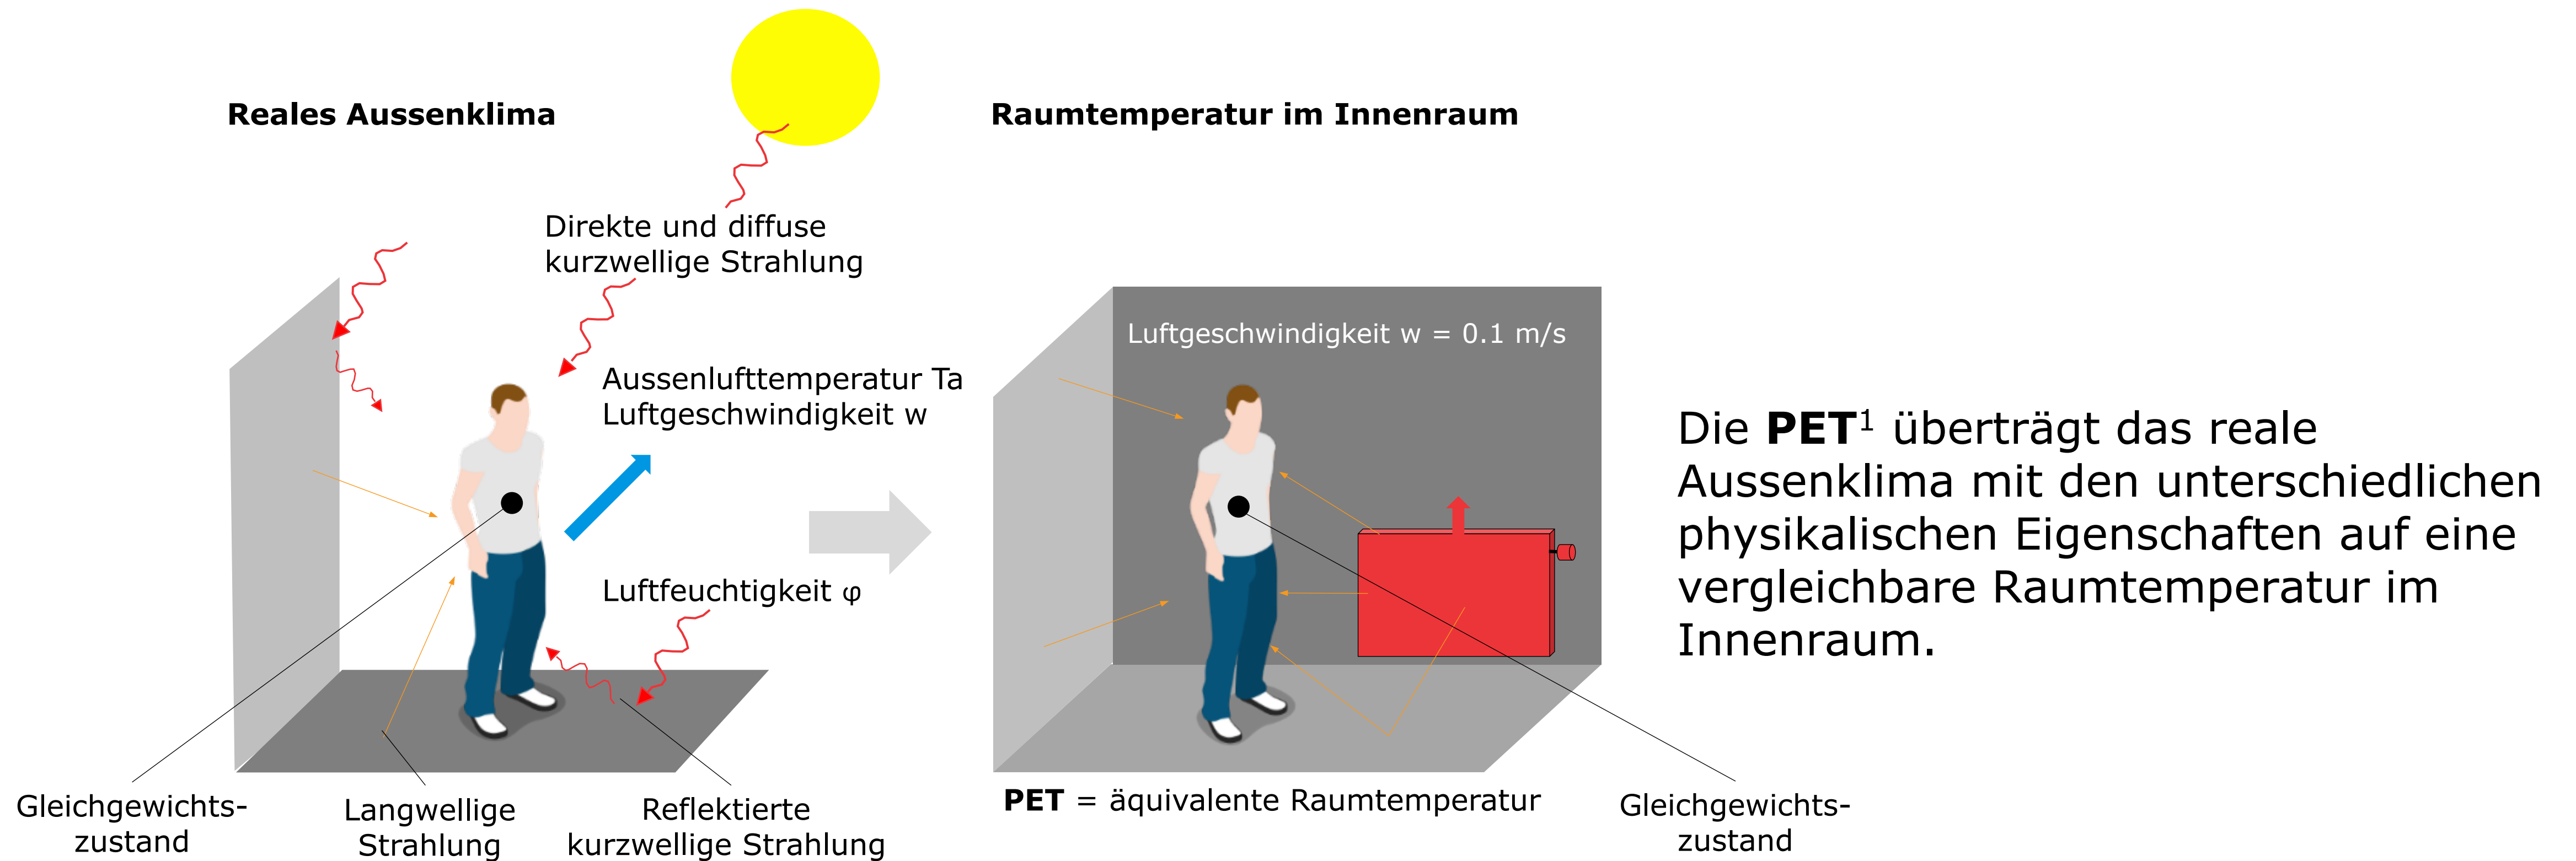 Reales Aussenklima
Direkte und diffuse
kurzwellige Strahlung
Aussenlufttemperatur Ta
Luftgeschwindigkeit w
Luftfeuchtigkeit φ
Gleichgewichts-
zustand
Langwellige
Strahlung
Reflektierte
kurzwellige Strahlung
Raumtemperatur im Innenraum
Luftgeschwindigkeit w = 0.1 m/s
PET = äquivalente Raumtemperatur
Gleichgewichts-
zustand
Die PET¹ überträgt das reale
Aussenklima mit den unterschiedlichen
physikalischen Eigenschaften auf eine
vergleichbare Raumtemperatur im
Innenraum.